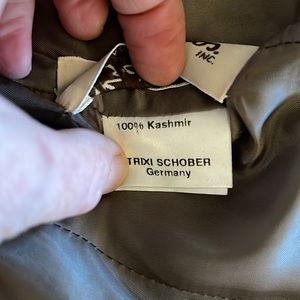 INC.
100% Kashmir
TRIXI SCHOBER
Germany